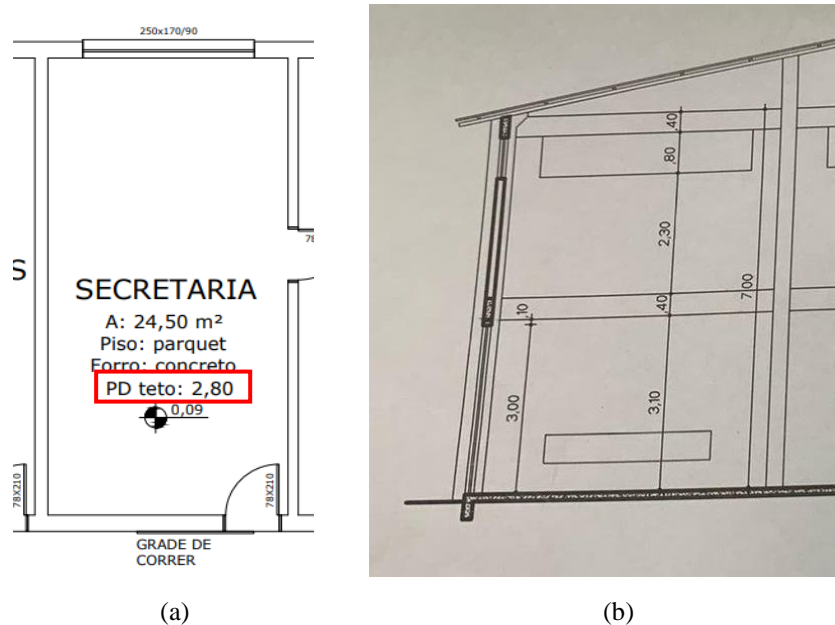 250x170/90
S
78
SECRETARIA
A: 24,50 m²
Piso: parquet
Forro: concreto
PD teto: 2,80
0,09
78X210
78X210
GRADE DE
CORRER
(a)
,40
,80
2,30
,40
,10
7,00
3,00
3,10
(b)